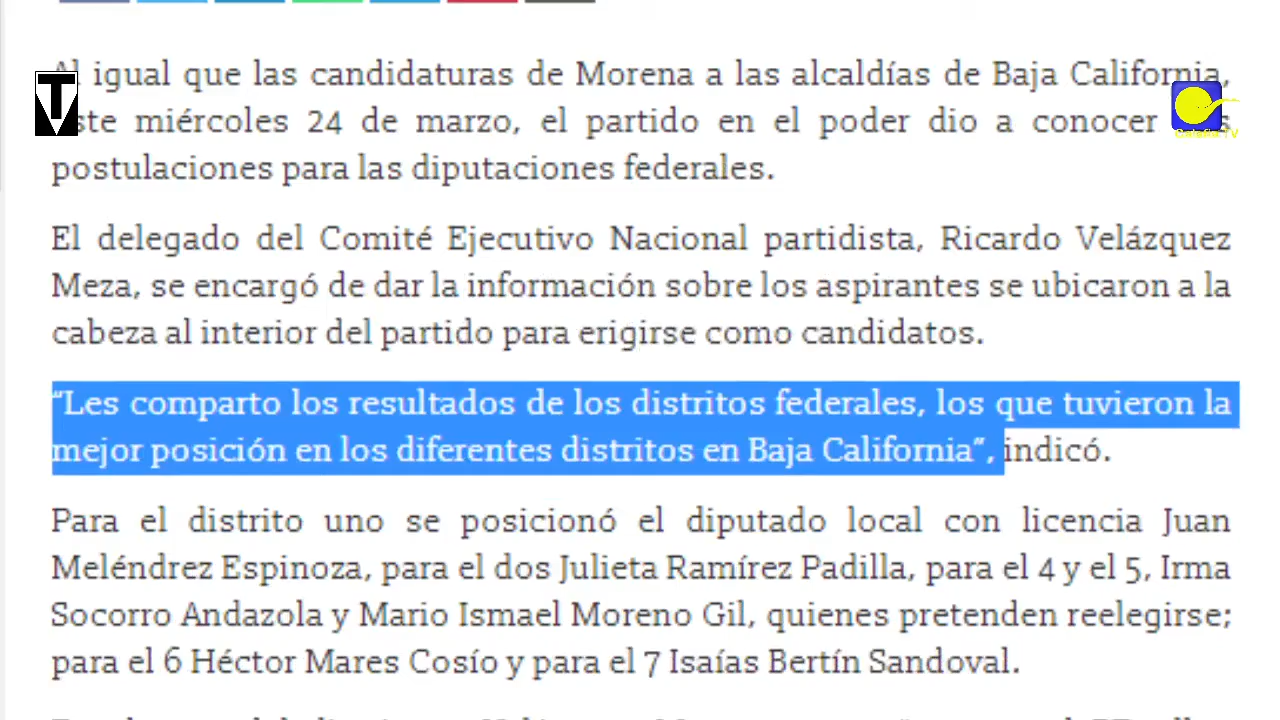 Al igual que las candidaturas de Morena a las alcaldías de Baja California,
este miércoles 24 de marzo, el partido en el poder dio a conocer
postulaciones para las diputaciones federales.
El delegado del Comité Ejecutivo Nacional partidista, Ricardo Velázquez
Meza, se encargó de dar la información sobre los aspirantes se ubicaron a la
cabeza al interior del partido para erigirse como candidatos.
“Les comparto los resultados de los distritos federales, los que tuvieron la
mejor posición en los diferentes distritos en Baja California”, indicó.
Para el distrito uno se posicionó el diputado local con licencia Juan
Meléndrez Espinoza, para el dos Julieta Ramírez Padilla, para el 4 y el 5, Irma
Socorro Andazola y Mario Ismael Moreno Gil, quienes pretenden reelegirse;
para el 6 Héctor Mares Cosío y para el 7 Isaías Bertín Sandoval.